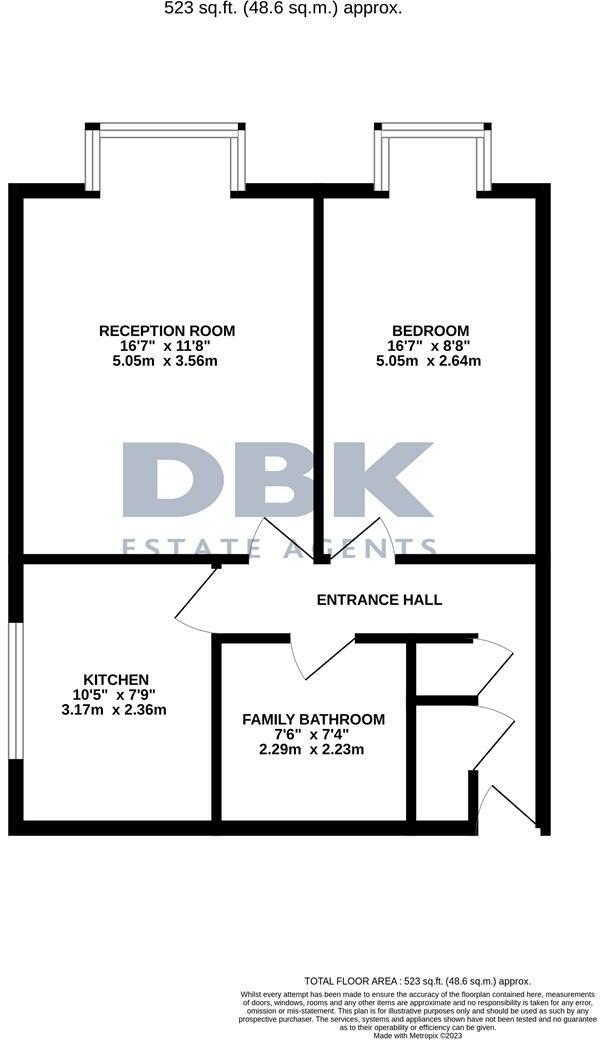 523 sq.ft. (48.6 sq.m.) approx.
RECEPTION ROOM
16'7" x 11'8"
5.05m x 3.56m
BEDROOM
16'7" x 8'8"
5.05m x 2.64m
DBK
ESTATE AGENTS
ENTRANCE HALL
KITCHEN
10'5" x 7'9"
3.17m x 2.36m
FAMILY BATHROOM
7'6" x 7'4"
2.29m x 2.23m
TOTAL FLOOR AREA : 523 sq.ft. (48.6 sq.m.) approx.
Whilst every attempt has been made to ensure the accuracy of the floorplan contained here, measurements
of doors, windows, rooms and any other items are approximate and no responsibility is taken for any error,
omission or mis-statement. This plan is for illustrative purposes only and should be used as such by any
prospective purchaser. The services, systems and appliances shown have not been tested and no guarantee
as to their operability or efficiency can be given.
Made with Metropix ©2023